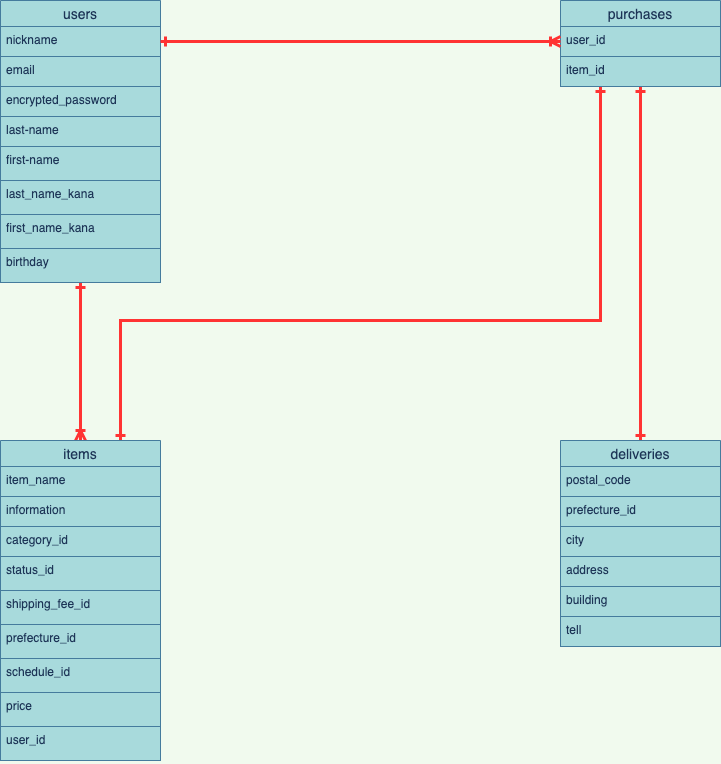 users
nickname
email
encrypted_password
last-name
first-name
last_name_kana
first_name_kana
birthday
purchases
user_id
item_id
items
item_name
information
category_id
status_id
shipping_fee_id
prefecture_id
schedule_id
price
user_id
deliveries
postal_code
prefecture_id
city
address
building
tell